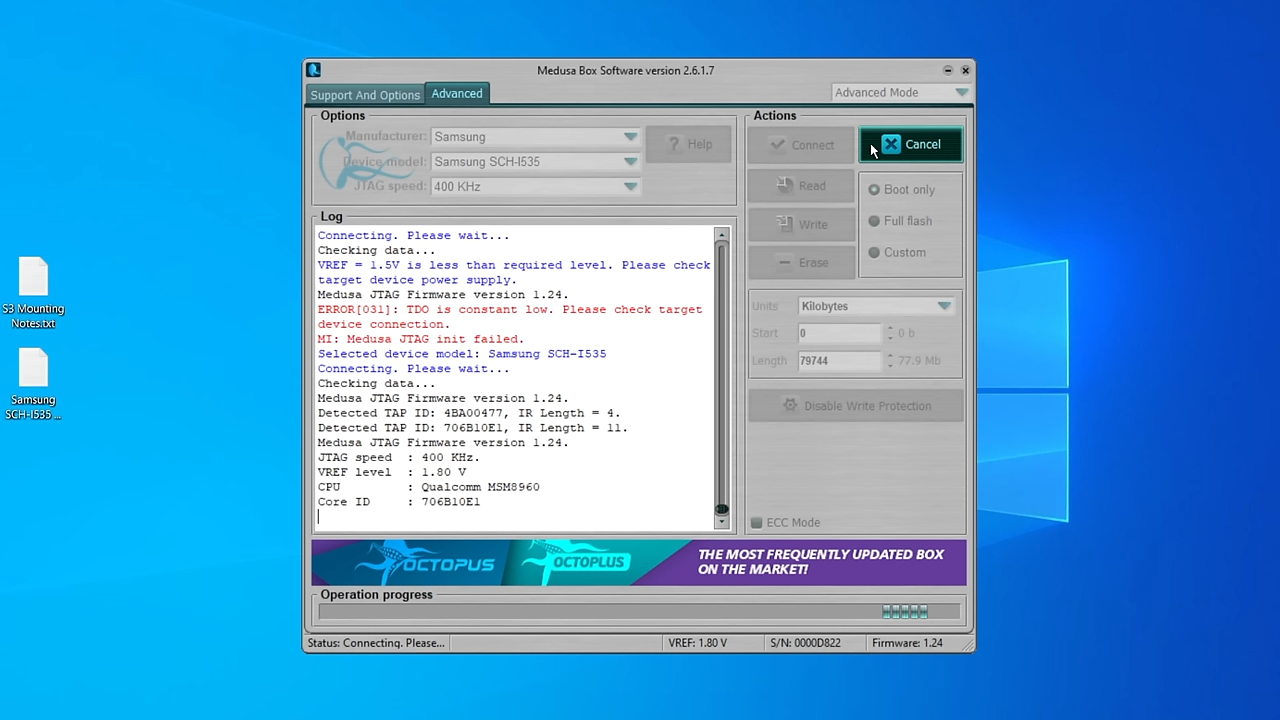 Medusa Box Software version 2.6.1.7
Support And Options
Advanced
Advanced Mode
Options
Manufacturer:
Samsung
Help
Device model:
Samsung SCH-I535
JTAG speed:
400 KHz
Actions
Connect
Cancel
Read
Write
Erase
Boot only
Full flash
Custom
Log
Connecting. Please wait...
Checking data...
VREF = 1.5V is less than required level. Please check
target device power supply.
Medusa JTAG Firmware version 1.24.
ERROR[031]: TDO is constant low. Please check target
device connection.
MI: Medusa JTAG init failed.
Selected device model: Samsung SCH-I535
Connecting. Please wait...
Checking data...
Medusa JTAG Firmware version 1.24.
Detected TAP ID: 4BA00477, IR Length = 4.
Detected TAP ID: 706B10E1, IR Length = 11.
Medusa JTAG Firmware version 1.24.
JTAG speed : 400 KHz.
VREF level : 1.80 V
CPU : Qualcomm MSM8960
Core ID : 706B10E1
Units
Kilobytes
Start
0
0 b
Length
79744
77.9 Mb
Disable Write Protection
ECC Mode
OCTOPUS
OCTOPLUS
THE MOST FREQUENTLY UPDATED BOX
ON THE MARKET!
Operation progress
Status: Connecting. Please...
VREF: 1.80 V
S/N: 0000D822
Firmware: 1.24
S3 Mounting
Notes.txt
Samsung
SCH-I535 ...